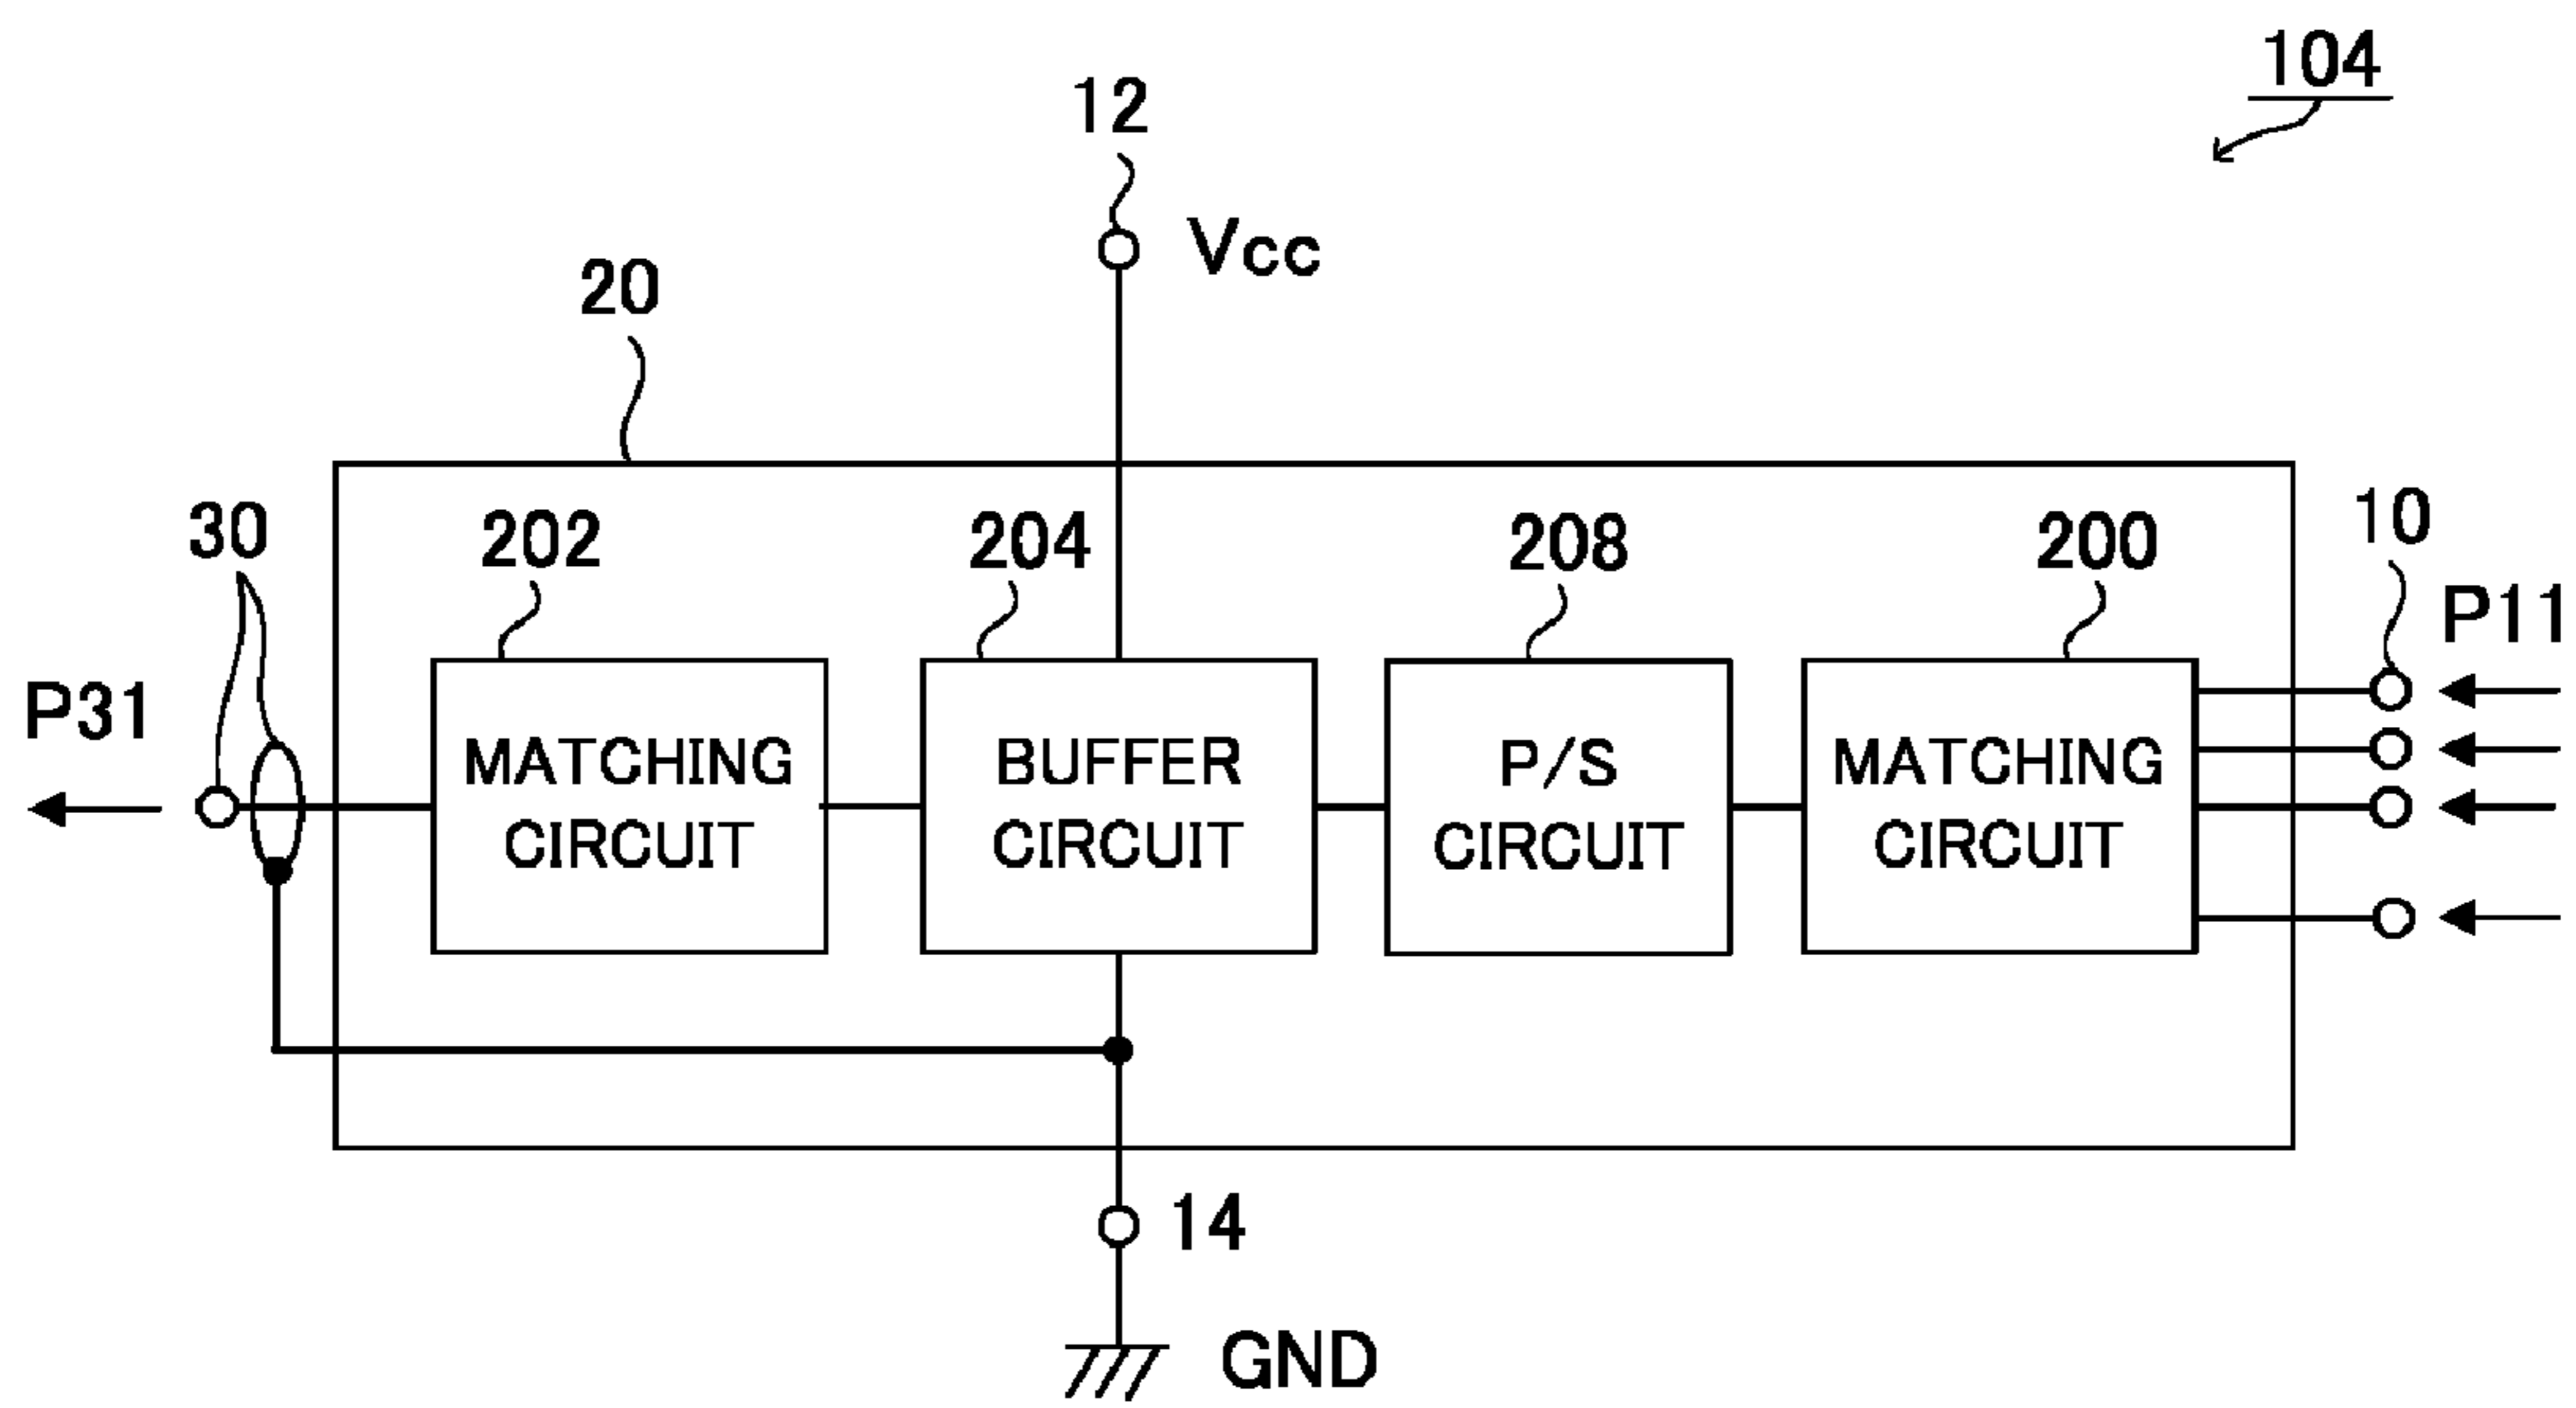 104
12
Vcc
20
30
202
204
208
200
10
P11
P31
MATCHING
CIRCUIT
BUFFER
CIRCUIT
P/S
CIRCUIT
MATCHING
CIRCUIT
14
GND